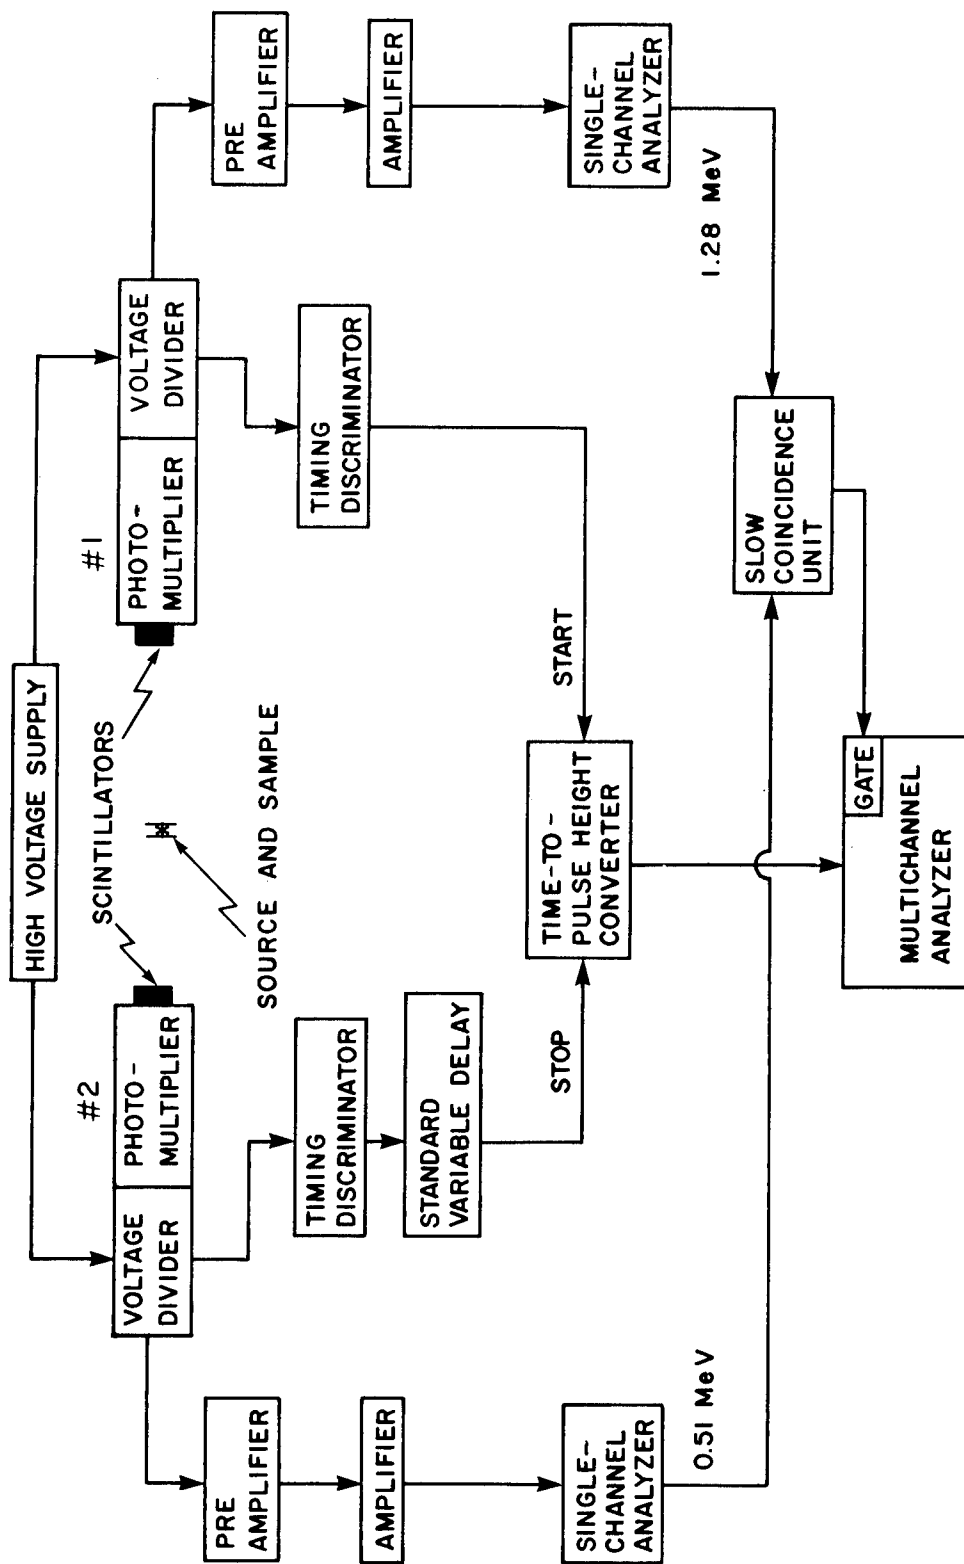 HIGH VOLTAGE SUPPLY
SCINTILLATORS
#2
#1
VOLTAGE
DIVIDER
PHOTO-
MULTIPLIER
PHOTO-
MULTIPLIER
VOLTAGE
DIVIDER
SOURCE AND SAMPLE
PRE
AMPLIFIER
TIMING
DISCRIMINATOR
TIMING
DISCRIMINATOR
PRE
AMPLIFIER
AMPLIFIER
STANDARD
VARIABLE DELAY
AMPLIFIER
SINGLE-
CHANNEL
ANALYZER
STOP
START
SINGLE-
CHANNEL
ANALYZER
TIME-TO-
PULSE HEIGHT
CONVERTER
0.51 MeV
1.28 MeV
SLOW
COINCIDENCE
UNIT
GATE
MULTICHANNEL
ANALYZER